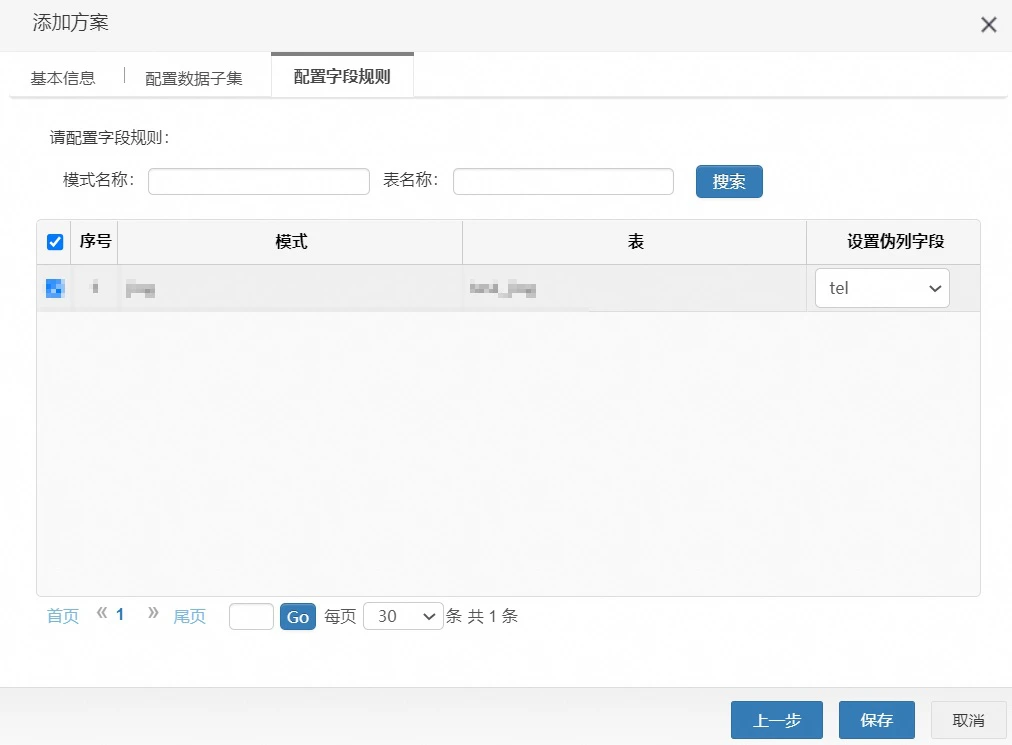 添加方案
基本信息 配置数据子集 配置字段规则
请配置字段规则：
模式名称： 表名称： 搜索
序号 模式 表 设置伪列字段
tel
首页 « 1 » 尾页 Go 每页 30 条 共 1 条
上一步 保存 取消